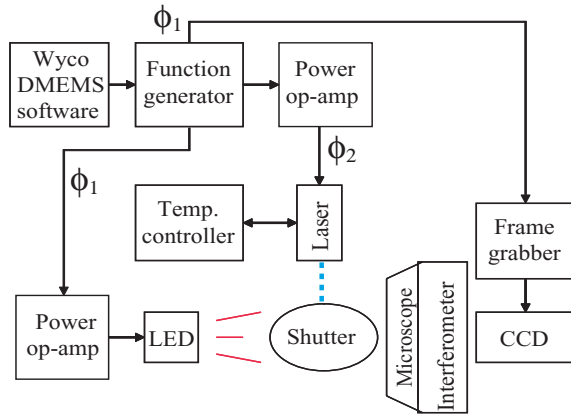 ϕ1
Wyco
DMEMS
software
Function
generator
Power
op-amp
ϕ1
ϕ2
Temp.
controller
Laser
Frame
grabber
Power
op-amp
LED
Shutter
Microscope
Interferometer
CCD